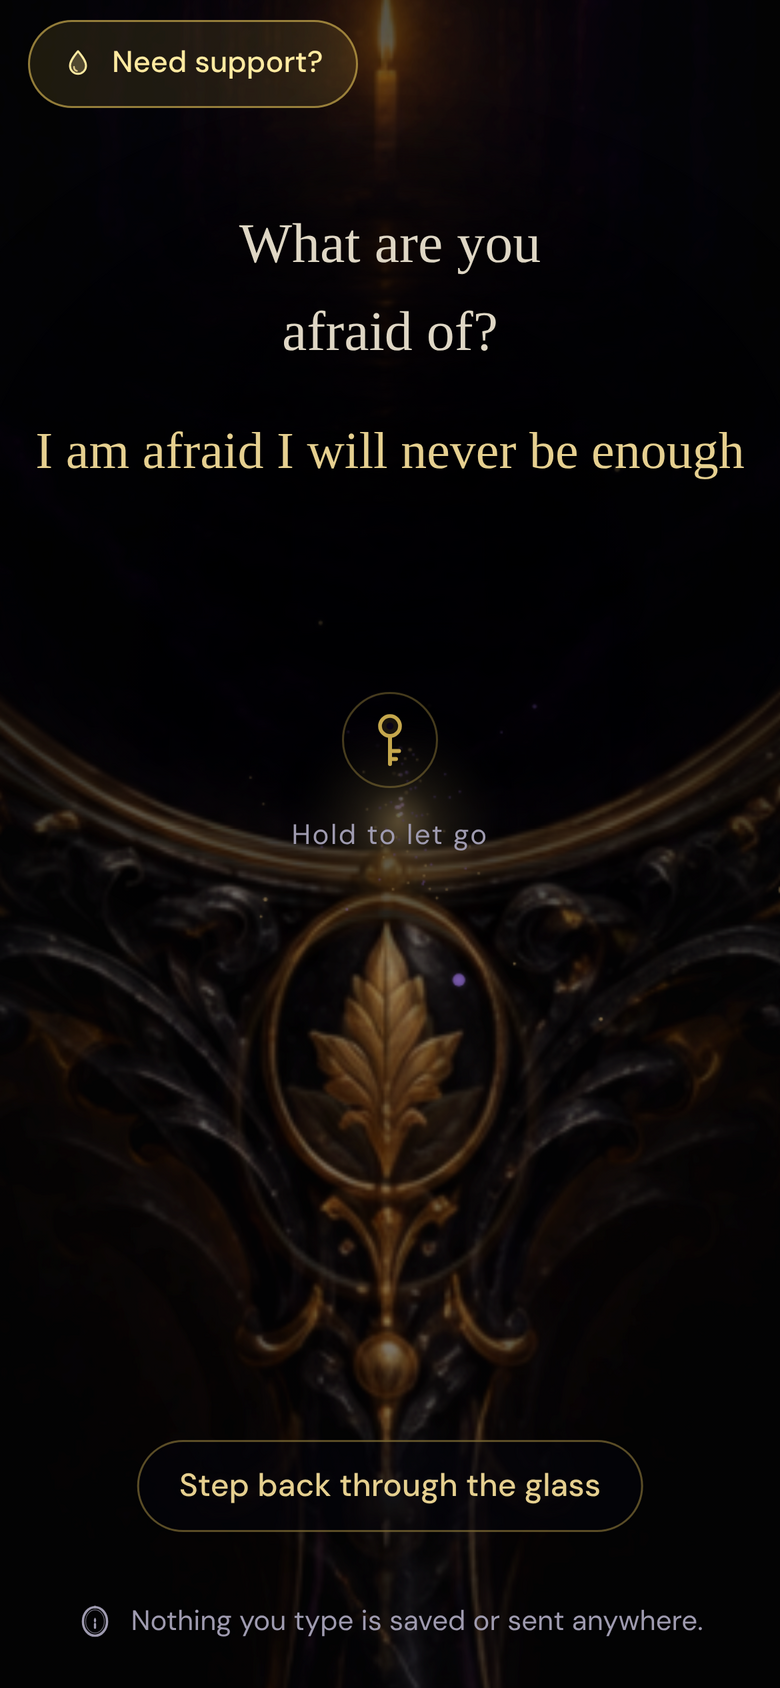 Need support?
What are you
afraid of?
I am afraid I will never be enough
Hold to let go
Step back through the glass
Nothing you type is saved or sent anywhere.